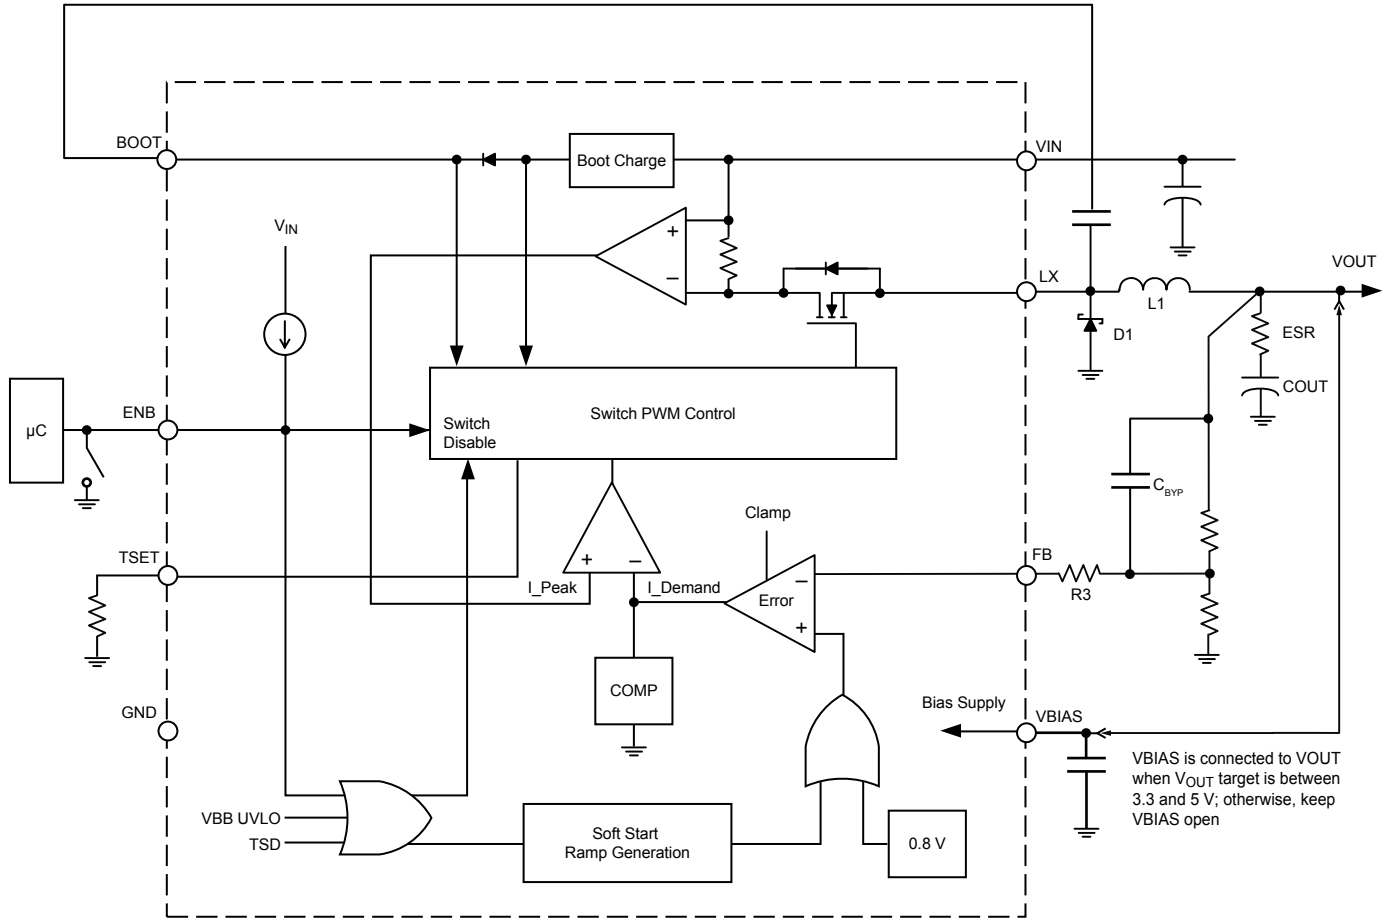 BOOT
Boot Charge
VIN
VIN
+
−
LX
L1
VOUT
D1
ESR
COUT
µC
ENB
Switch
Disable
Switch PWM Control
CBYP
TSET
+
−
I_Peak
I_Demand
Clamp
−
Error
+
FB
R3
COMP
GND
Bias Supply
VBIAS
VBIAS is connected to VOUT
when VOUT target is between
3.3 and 5 V; otherwise, keep
VBIAS open
VBB UVLO
TSD
Soft Start
Ramp Generation
0.8 V